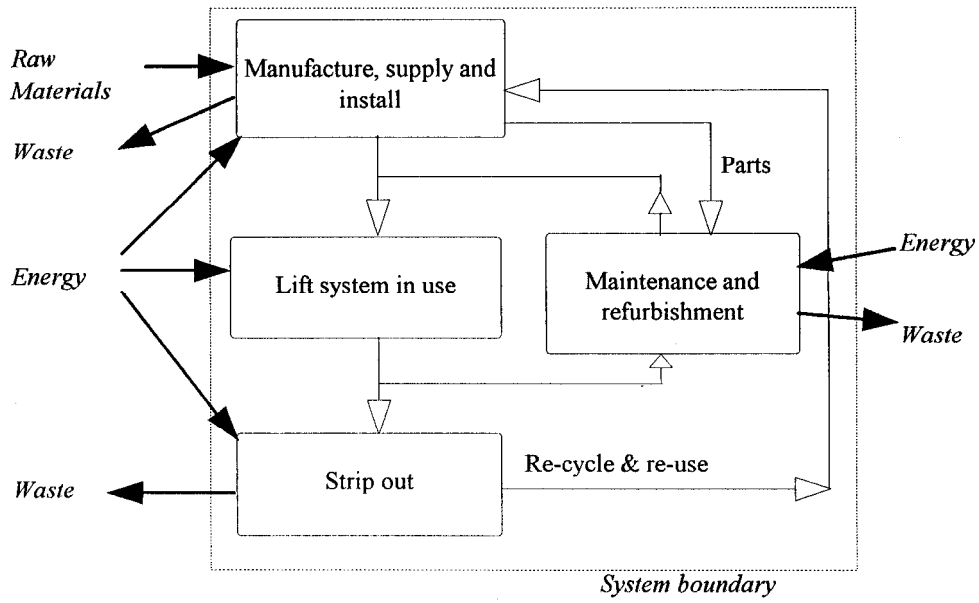 Raw
Materials
Waste
Energy
Waste
Manufacture, supply and
install
Parts
Lift system in use
Maintenance and
refurbishment
Energy
Waste
Strip out
Re-cycle & re-use
System boundary